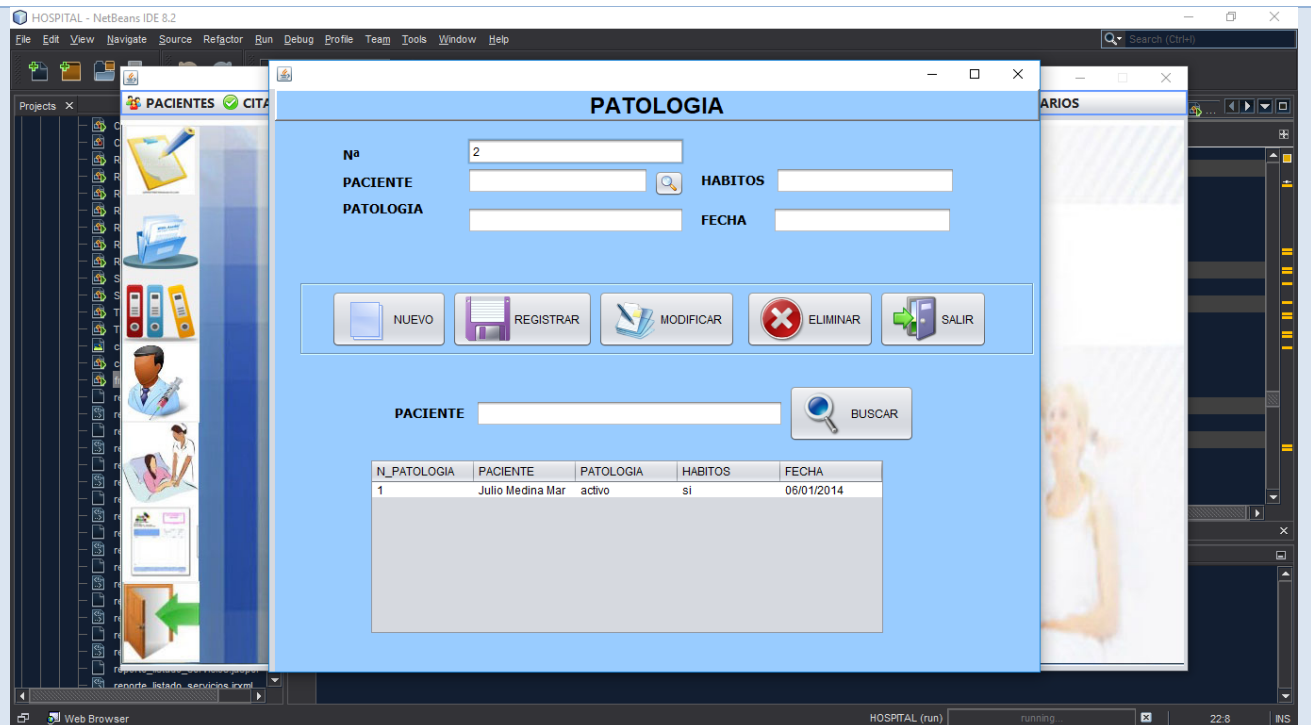 HOSPITAL - NetBeans IDE 8.2
File Edit View Navigate Source Refactor Run Debug Profile Team Tools Window Help
Search (Ctrl+I)
Projects
PACIENTES
PATOLOGIA
Nª 2
PACIENTE HABITOS
PATOLOGIA FECHA
NUEVO REGISTRAR MODIFICAR ELIMINAR SALIR
PACIENTE BUSCAR
N_PATOLOGIA PACIENTE PATOLOGIA HABITOS FECHA
1 Julio Medina Mar activo si 06/01/2014
reporte_listado_servicios.jrxml
Web Browser
HOSPITAL (run) running... 22:8 INS